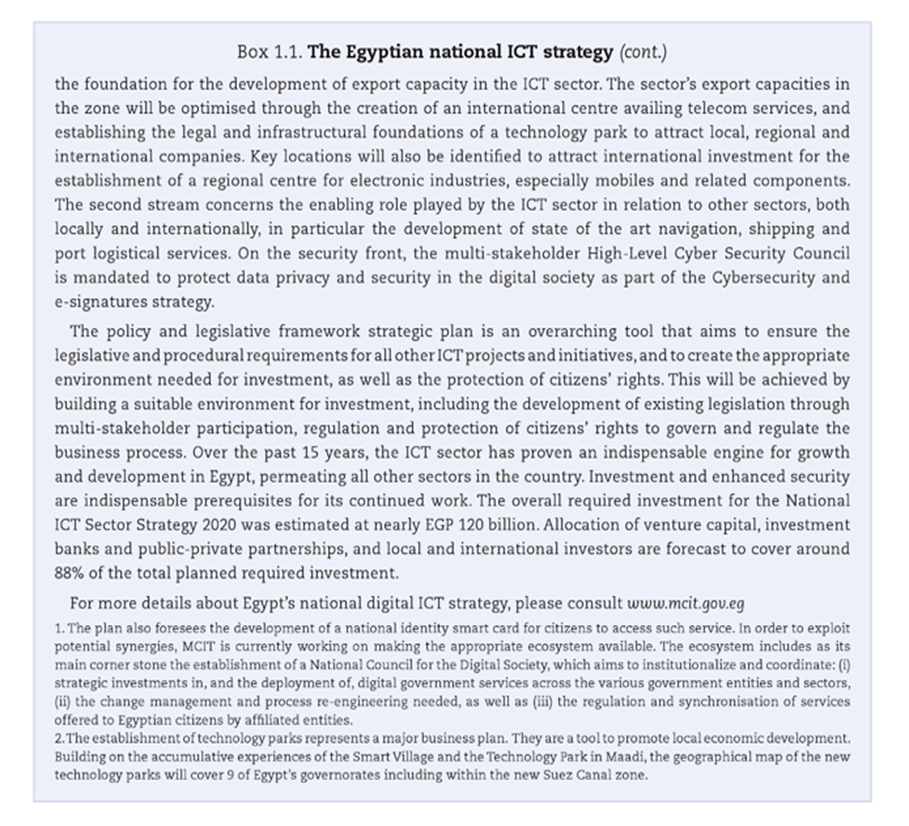 Box 1.1. The Egyptian national ICT strategy (cont.)
the foundation for the development of export capacity in the ICT sector. The sector's export capacities in
the zone will be optimised through the creation of an international centre availing telecom services, and
establishing the legal and infrastructural foundations of a technology park to attract local, regional and
international companies. Key locations will also be identified to attract international investment for the
establishment of a regional centre for electronic industries, especially mobiles and related components.
The second stream concerns the enabling role played by the ICT sector in relation to other sectors, both
locally and internationally, in particular the development of state of the art navigation, shipping and
port logistical services. On the security front, the multi-stakeholder High-Level Cyber Security Council
is mandated to protect data privacy and security in the digital society as part of the Cybersecurity and
e-signatures strategy.
The policy and legislative framework strategic plan is an overarching tool that aims to ensure the
legislative and procedural requirements for all other ICT projects and initiatives, and to create the appropriate
environment needed for investment, as well as the protection of citizens' rights. This will be achieved by
building a suitable environment for investment, including the development of existing legislation through
multi-stakeholder participation, regulation and protection of citizens' rights to govern and regulate the
business process. Over the past 15 years, the ICT sector has proven an indispensable engine for growth
and development in Egypt, permeating all other sectors in the country. Investment and enhanced security
are indispensable prerequisites for its continued work. The overall required investment for the National
ICT Sector Strategy 2020 was estimated at nearly EGP 120 billion. Allocation of venture capital, investment
banks and public-private partnerships, and local and international investors are forecast to cover around
88% of the total planned required investment.
For more details about Egypt's national digital ICT strategy, please consult www.mcit.gov.eg
1. The plan also foresees the development of a national identity smart card for citizens to access such service. In order to exploit
potential synergies, MCIT is currently working on making the appropriate ecosystem available. The ecosystem includes as its
main corner stone the establishment of a National Council for the Digital Society, which aims to institutionalize and coordinate: (i)
strategic investments in, and the deployment of, digital government services across the various government entities and sectors,
(ii) the change management and process re-engineering needed, as well as (iii) the regulation and synchronisation of services
offered to Egyptian citizens by affiliated entities.
2. The establishment of technology parks represents a major business plan. They are a tool to promote local economic development.
Building on the accumulative experiences of the Smart Village and the Technology Park in Maadi, the geographical map of the new
technology parks will cover 9 of Egypt's governorates including within the new Suez Canal zone.